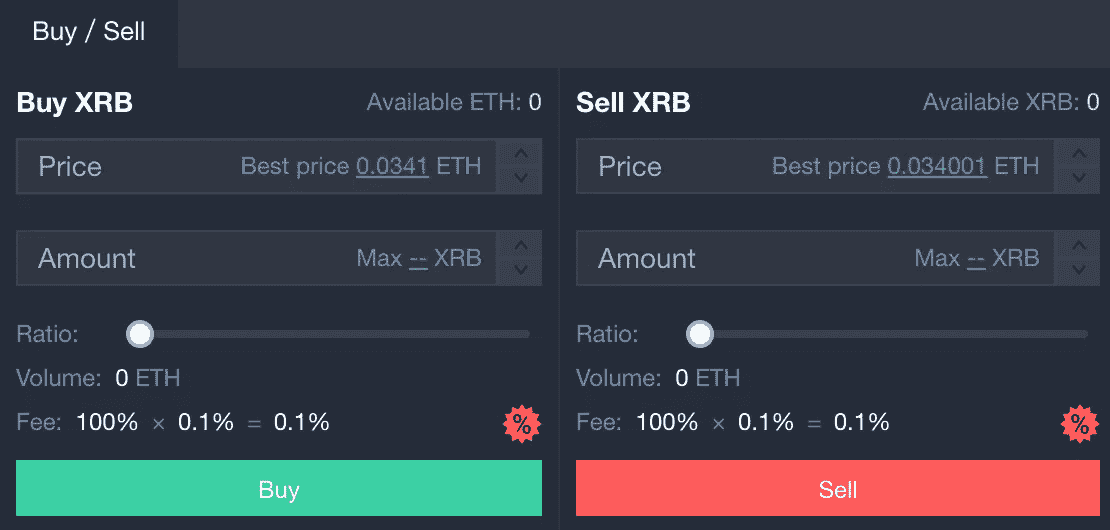 Buy / Sell
Buy XRB
Available ETH: 0
Price
Best price 0.0341 ETH
Amount
Max -- XRB
Ratio:
Volume: 0 ETH
Fee: 100% × 0.1% = 0.1%
%
Buy
Sell XRB
Available XRB: 0
Price
Best price 0.034001 ETH
Amount
Max -- XRB
Ratio:
Volume: 0 ETH
Fee: 100% × 0.1% = 0.1%
%
Sell